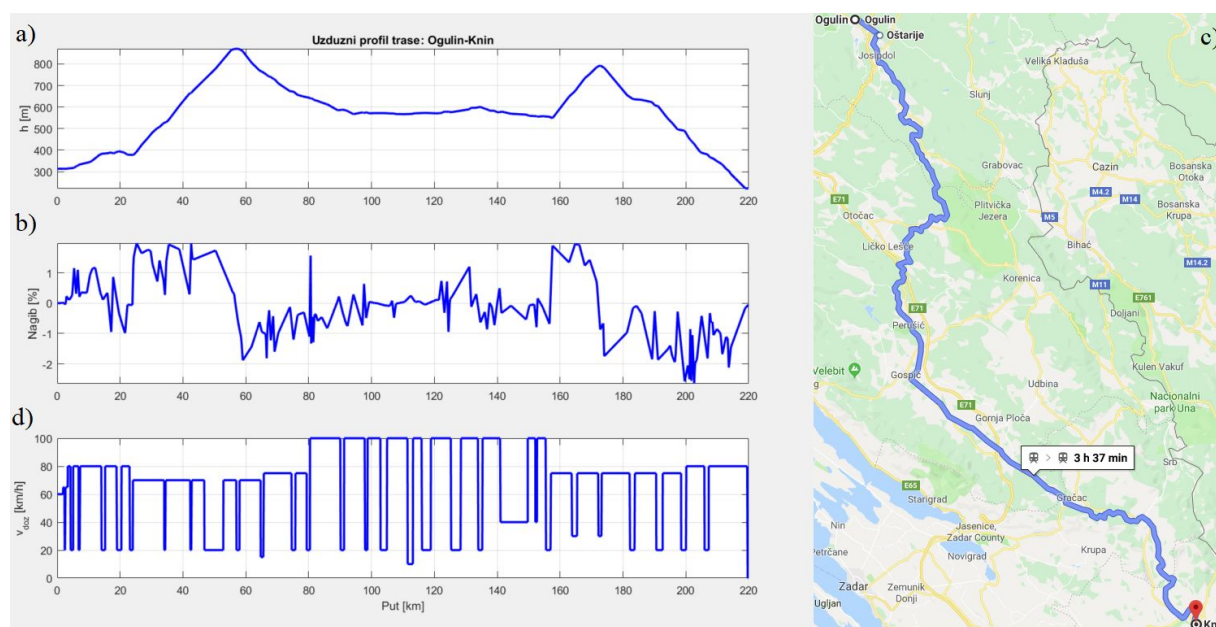 a)
Uzduzni profil trase: Ogulin-Knin
h [m]
800
700
600
500
400
300
0 20 40 60 80 100 120 140 160 180 200 220
b)
Nagib [%]
1
0
-1
-2
0 20 40 60 80 100 120 140 160 180 200 220
d)
v_doz [km/h]
100
80
60
40
20
0
0 20 40 60 80 100 120 140 160 180 200 220
Put [km]
c)
Ogulin Ogulin
Oštarije
Josipdol
Velika Kladuša
Slunj
Grabovac
Cazin
Bosanska
Otoka
M4.2
M14
Bosanska
Krupa
E71
Otočac
Plitvička
Jezera
M5
Bihać
Ličko Lešće
M14.2
Korenica
M11
E761
E71
Doljani
Perušić
Velebit
Gospić
Udbina
Kulen Vakuf
E71
Nacionalni
park Una
Gornja Ploča
3 h 37 min
Srb
E65
Starigrad
Gračac
Nin
Jasenice,
Zadar County
Petrčane
Novigrad
Krupa
Zadar
Zemunik
Donji
Ugljan
Kn